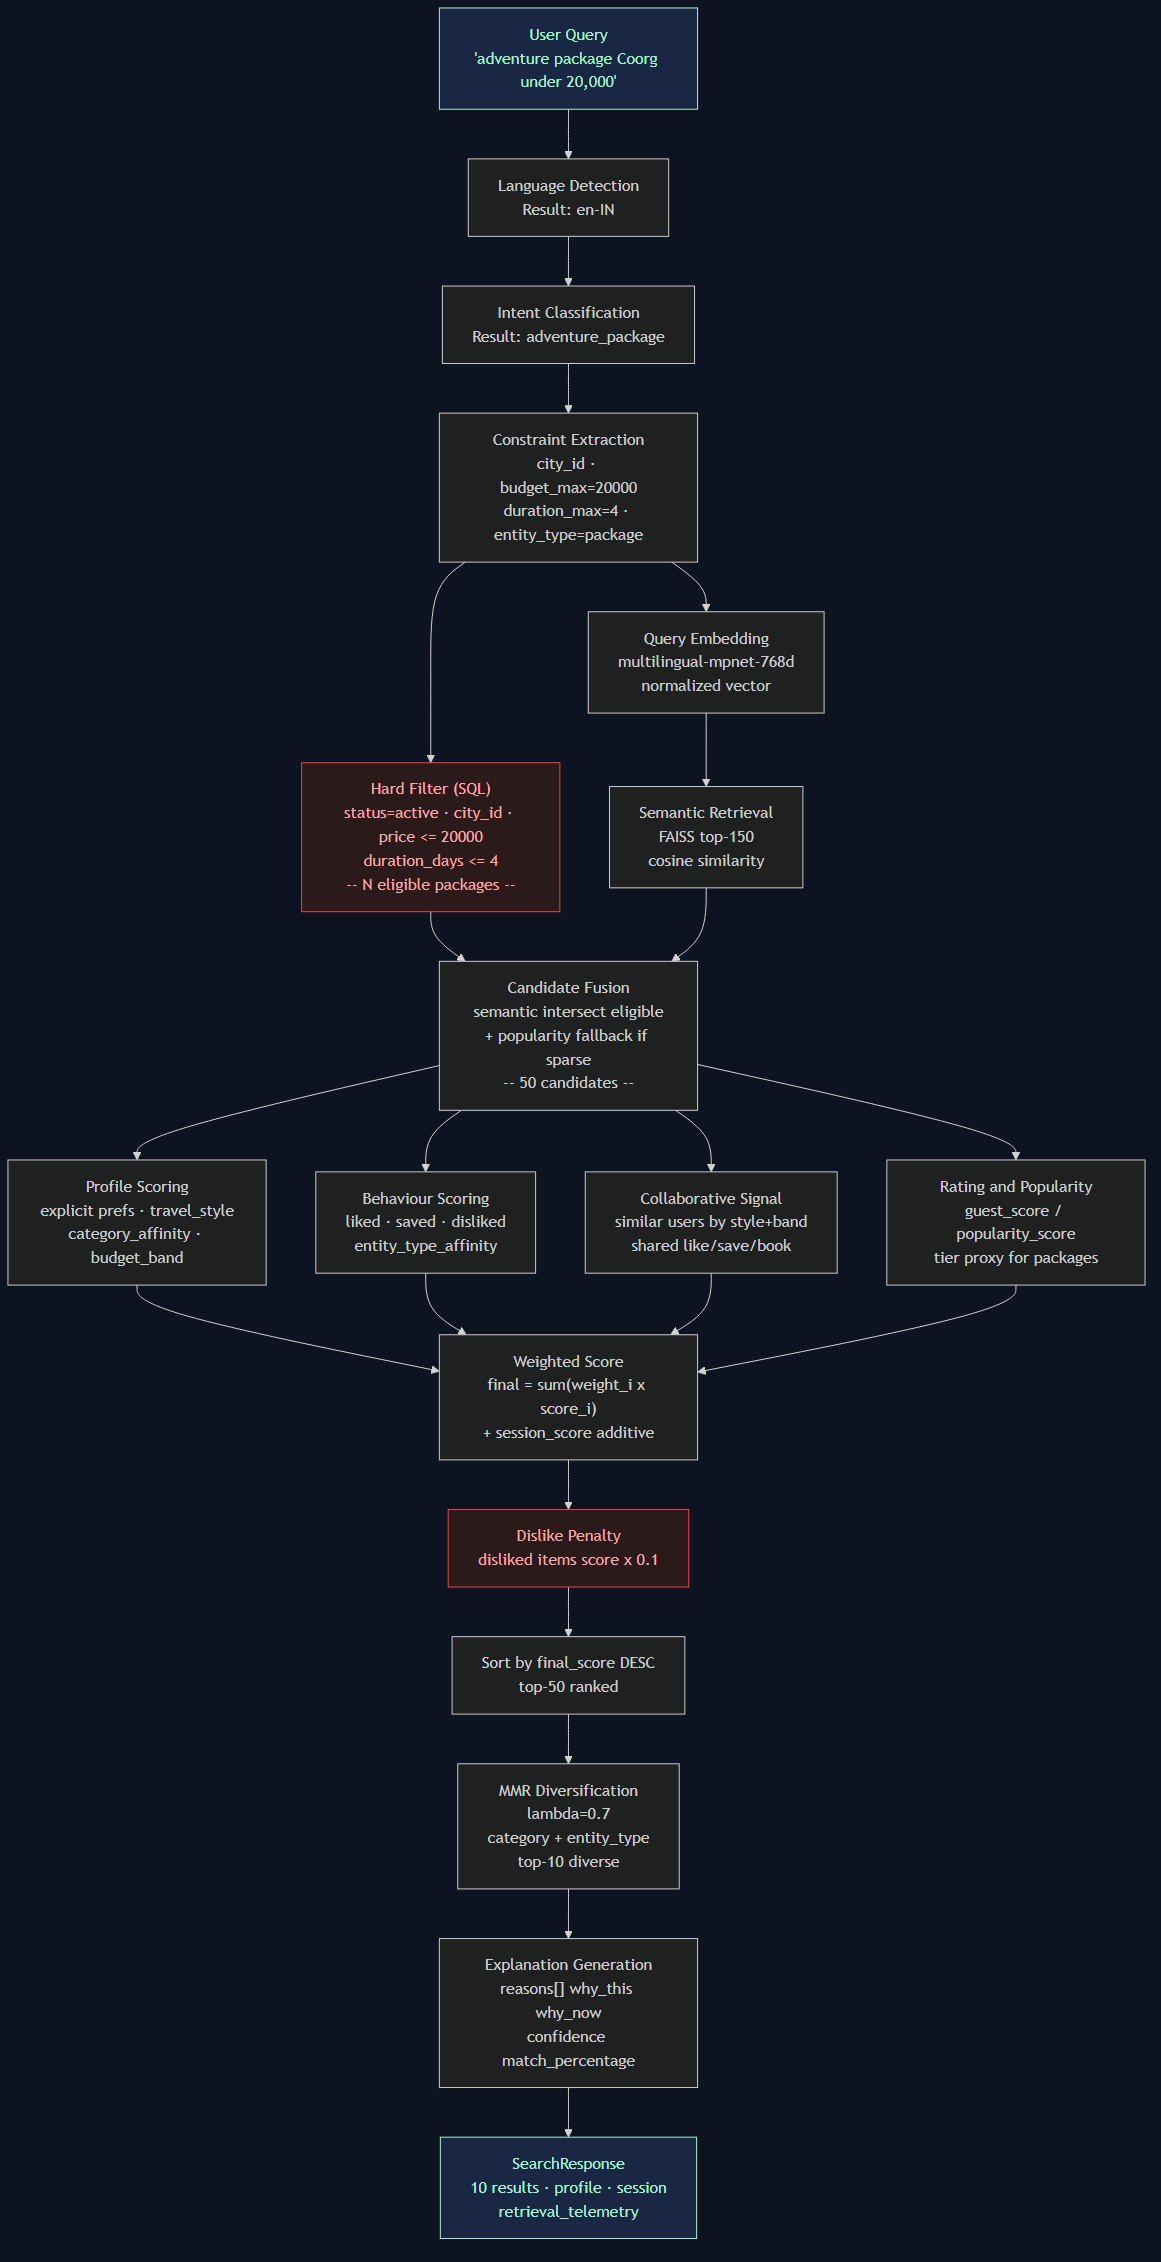 User Query
'adventure package Coorg
under 20,000'
Language Detection
Result: en-IN
Intent Classification
Result: adventure_package
Constraint Extraction
city_id ·
budget_max=20000
duration_max=4 ·
entity_type=package
Query Embedding
multilingual-mpnet-768d
normalized vector
Hard Filter (SQL)
status=active · city_id ·
price <= 20000
duration_days <= 4
-- N eligible packages --
Semantic Retrieval
FAISS top-150
cosine similarity
Candidate Fusion
semantic intersect eligible
+ popularity fallback if
sparse
-- 50 candidates --
Profile Scoring
explicit prefs · travel_style
category_affinity ·
budget_band
Behaviour Scoring
liked · saved · disliked
entity_type_affinity
Collaborative Signal
similar users by style+band
shared like/save/book
Rating and Popularity
guest_score /
popularity_score
tier proxy for packages
Weighted Score
final = sum(weight_i x
score_i)
+ session_score additive
Dislike Penalty
disliked items score x 0.1
Sort by final_score DESC
top-50 ranked
MMR Diversification
lambda=0.7
category + entity_type
top-10 diverse
Explanation Generation
reasons[] why_this
why_now
confidence
match_percentage
SearchResponse
10 results · profile · session
retrieval_telemetry